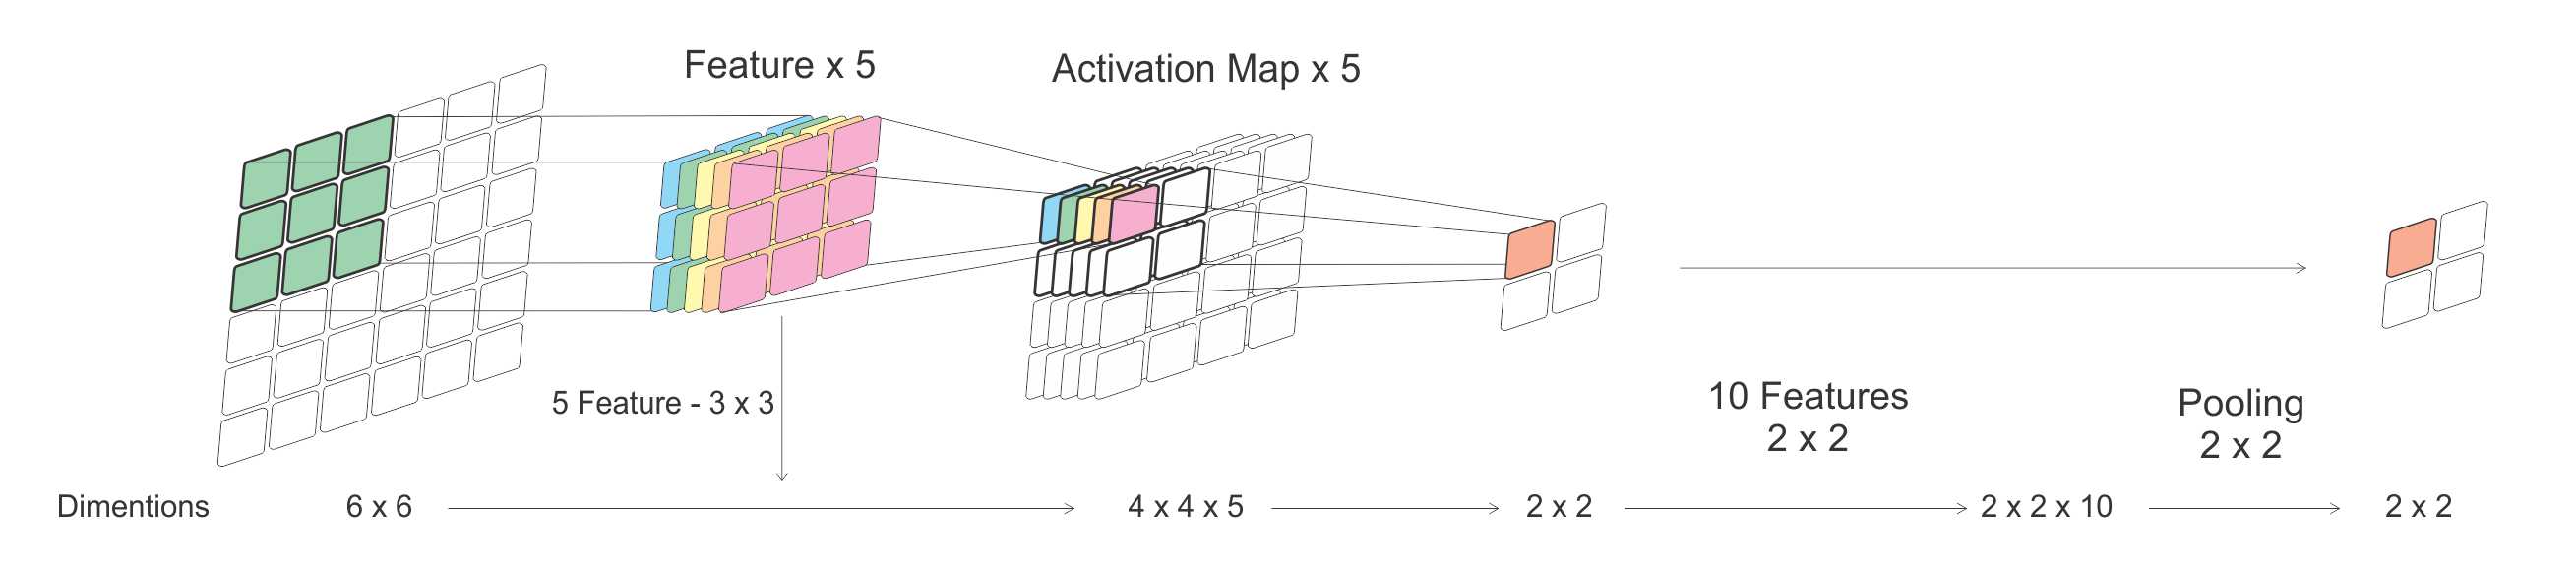 Feature x 5
Activation Map x 5
5 Feature - 3 x 3
10 Features
2 x 2
Pooling
2 x 2
Dimentions
6 x 6
4 x 4 x 5
2 x 2
2 x 2 x 10
2 x 2